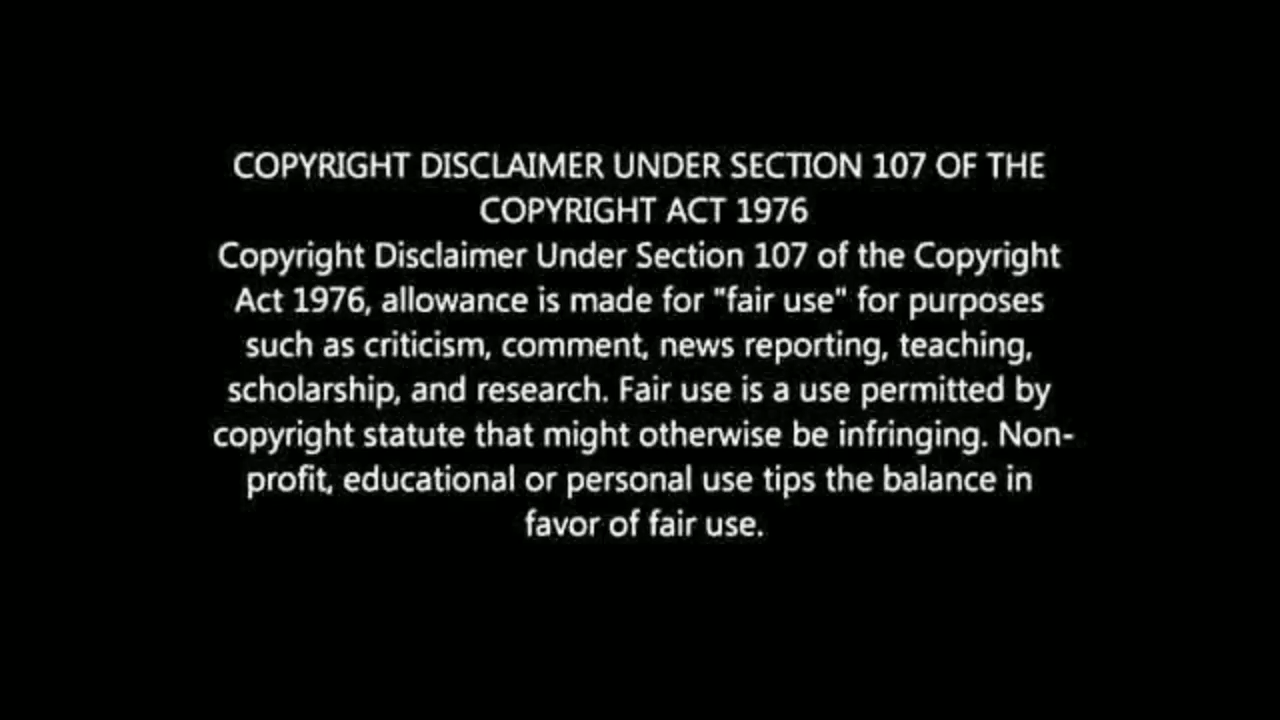 COPYRIGHT DISCLAIMER UNDER SECTION 107 OF THE
COPYRIGHT ACT 1976
Copyright Disclaimer Under Section 107 of the Copyright
Act 1976, allowance is made for "fair use" for purposes
such as criticism, comment, news reporting, teaching,
scholarship, and research. Fair use is a use permitted by
copyright statute that might otherwise be infringing. Non-
profit, educational or personal use tips the balance in
favor of fair use.